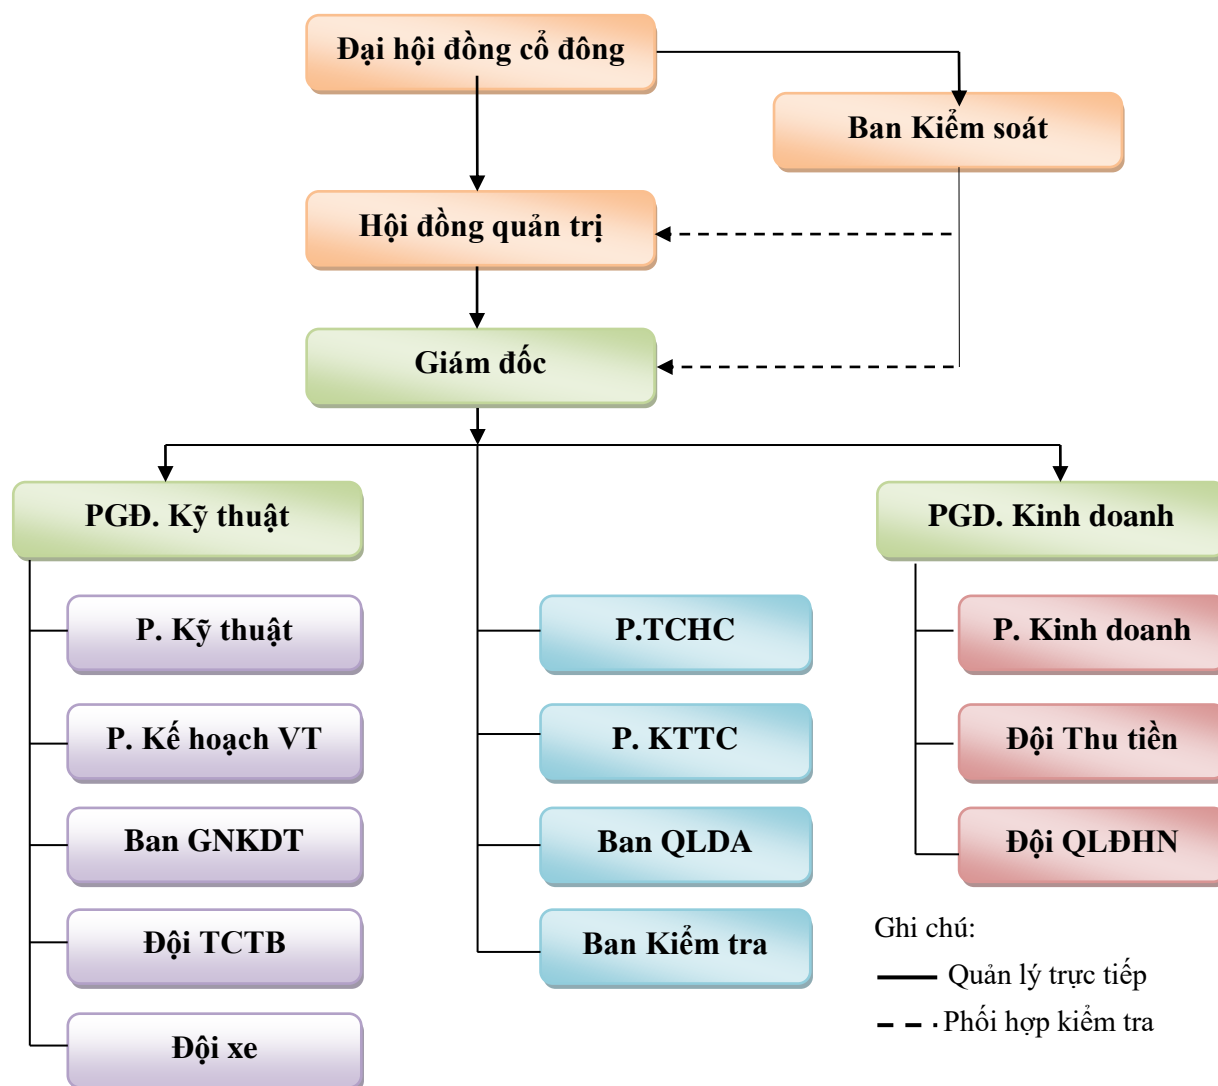 Đại hội đồng cổ đông
Ban Kiểm soát
Hội đồng quản trị
Giám đốc
PGĐ. Kỹ thuật
PGD. Kinh doanh
P. Kỹ thuật
P.TCHC
P. Kinh doanh
P. Kế hoạch VT
P. KTTC
Đội Thu tiền
Ban GNKDT
Ban QLDA
Đội QLĐHN
Đội TCTB
Ban Kiểm tra
Đội xe
Ghi chú:
Quản lý trực tiếp
Phối hợp kiểm tra